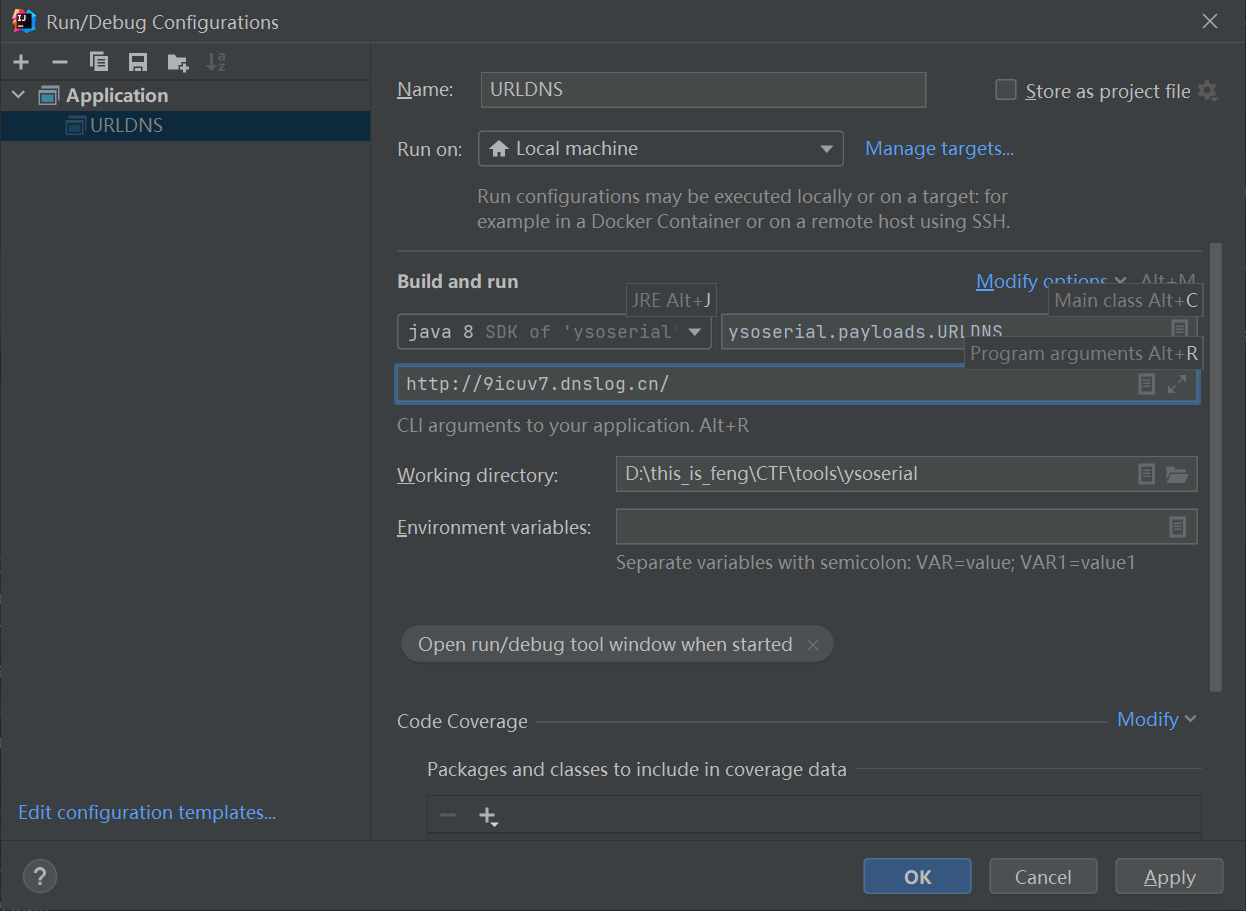 Run/Debug Configurations
Application
URLDNS
Edit configuration templates...
Name: URLDNS Store as project file
Run on: Local machine Manage targets...
Run configurations may be executed locally or on a target: for
example in a Docker Container or on a remote host using SSH.
Build and run Modify options Alt+M
JRE Alt+J Main class Alt+C
java 8 SDK of 'ysoserial' ysoserial.payloads.URLDNS
Program arguments Alt+R
http://9icuv7.dnslog.cn/
CLI arguments to your application. Alt+R
Working directory: D:\this_is_feng\CTF\tools\ysoserial
Environment variables:
Separate variables with semicolon: VAR=value; VAR1=value1
Open run/debug tool window when started
Code Coverage Modify
Packages and classes to include in coverage data
? OK Cancel Apply